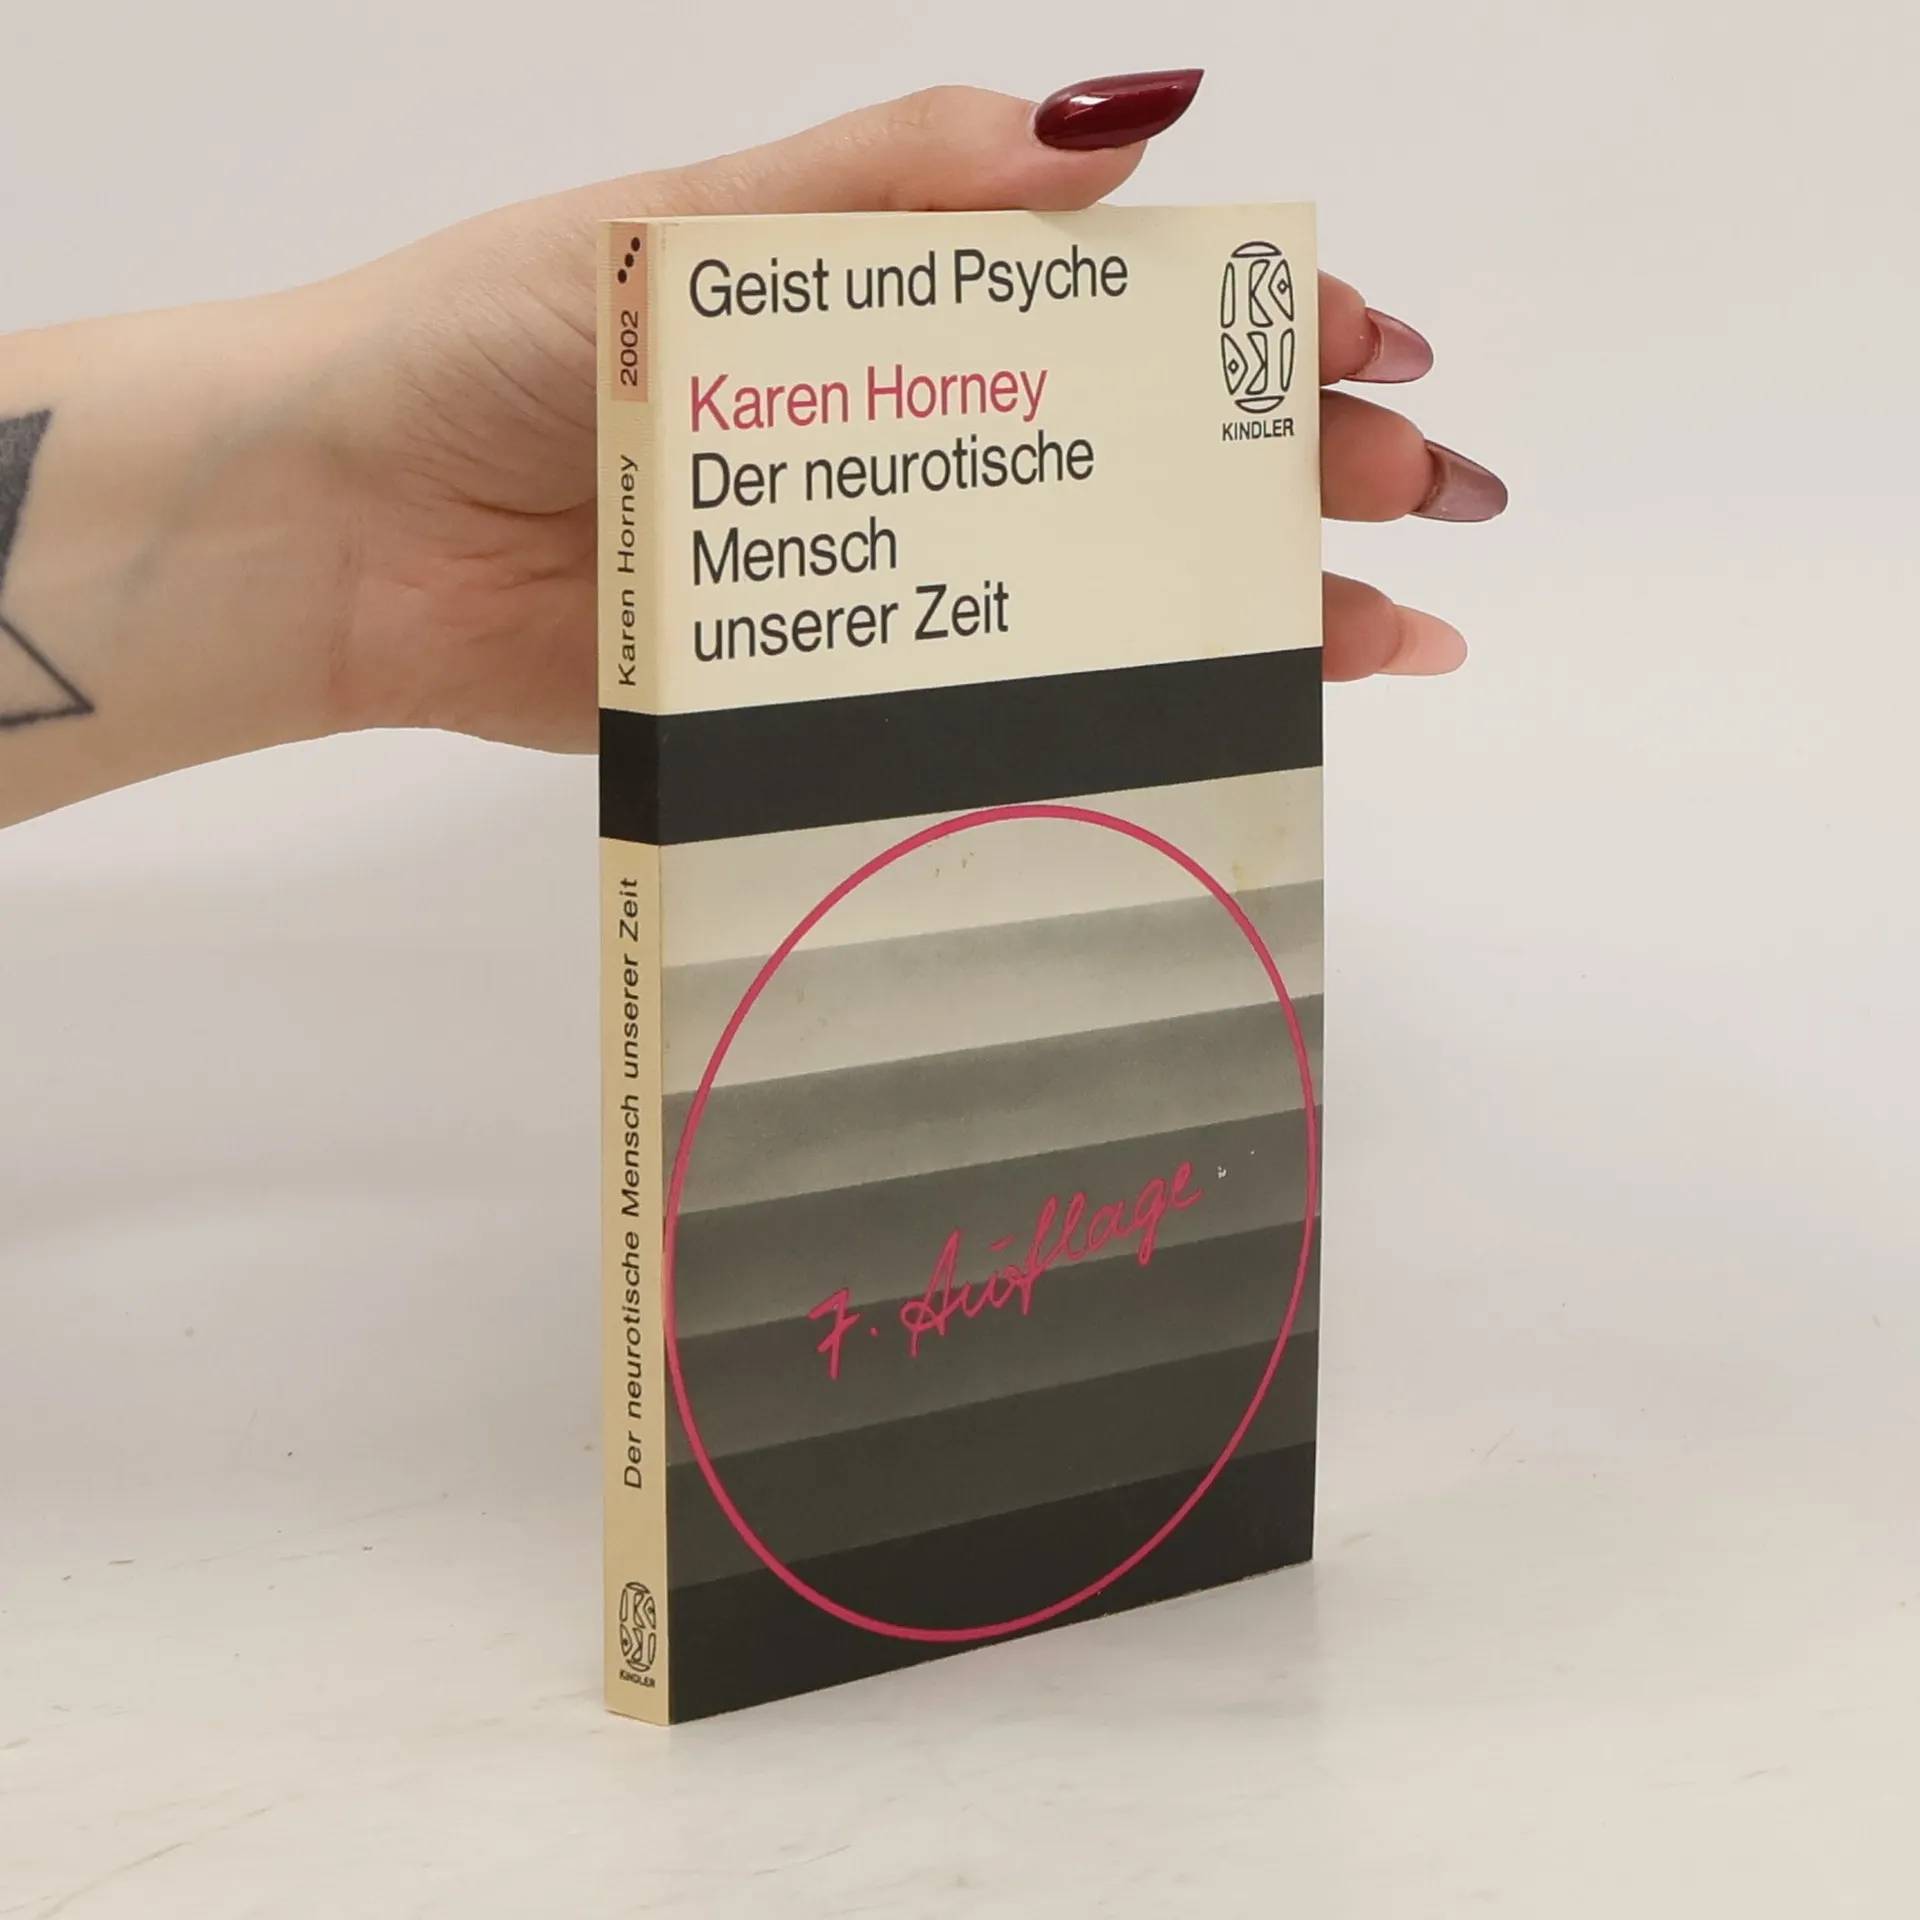 Geist und Psyche
Karen Horney
Der neurotische
Mensch
unserer Zeit
KINDLER
7. Auflage
2002
Karen Horney
Der neurotische Mensch unserer Zeit
KINDLER